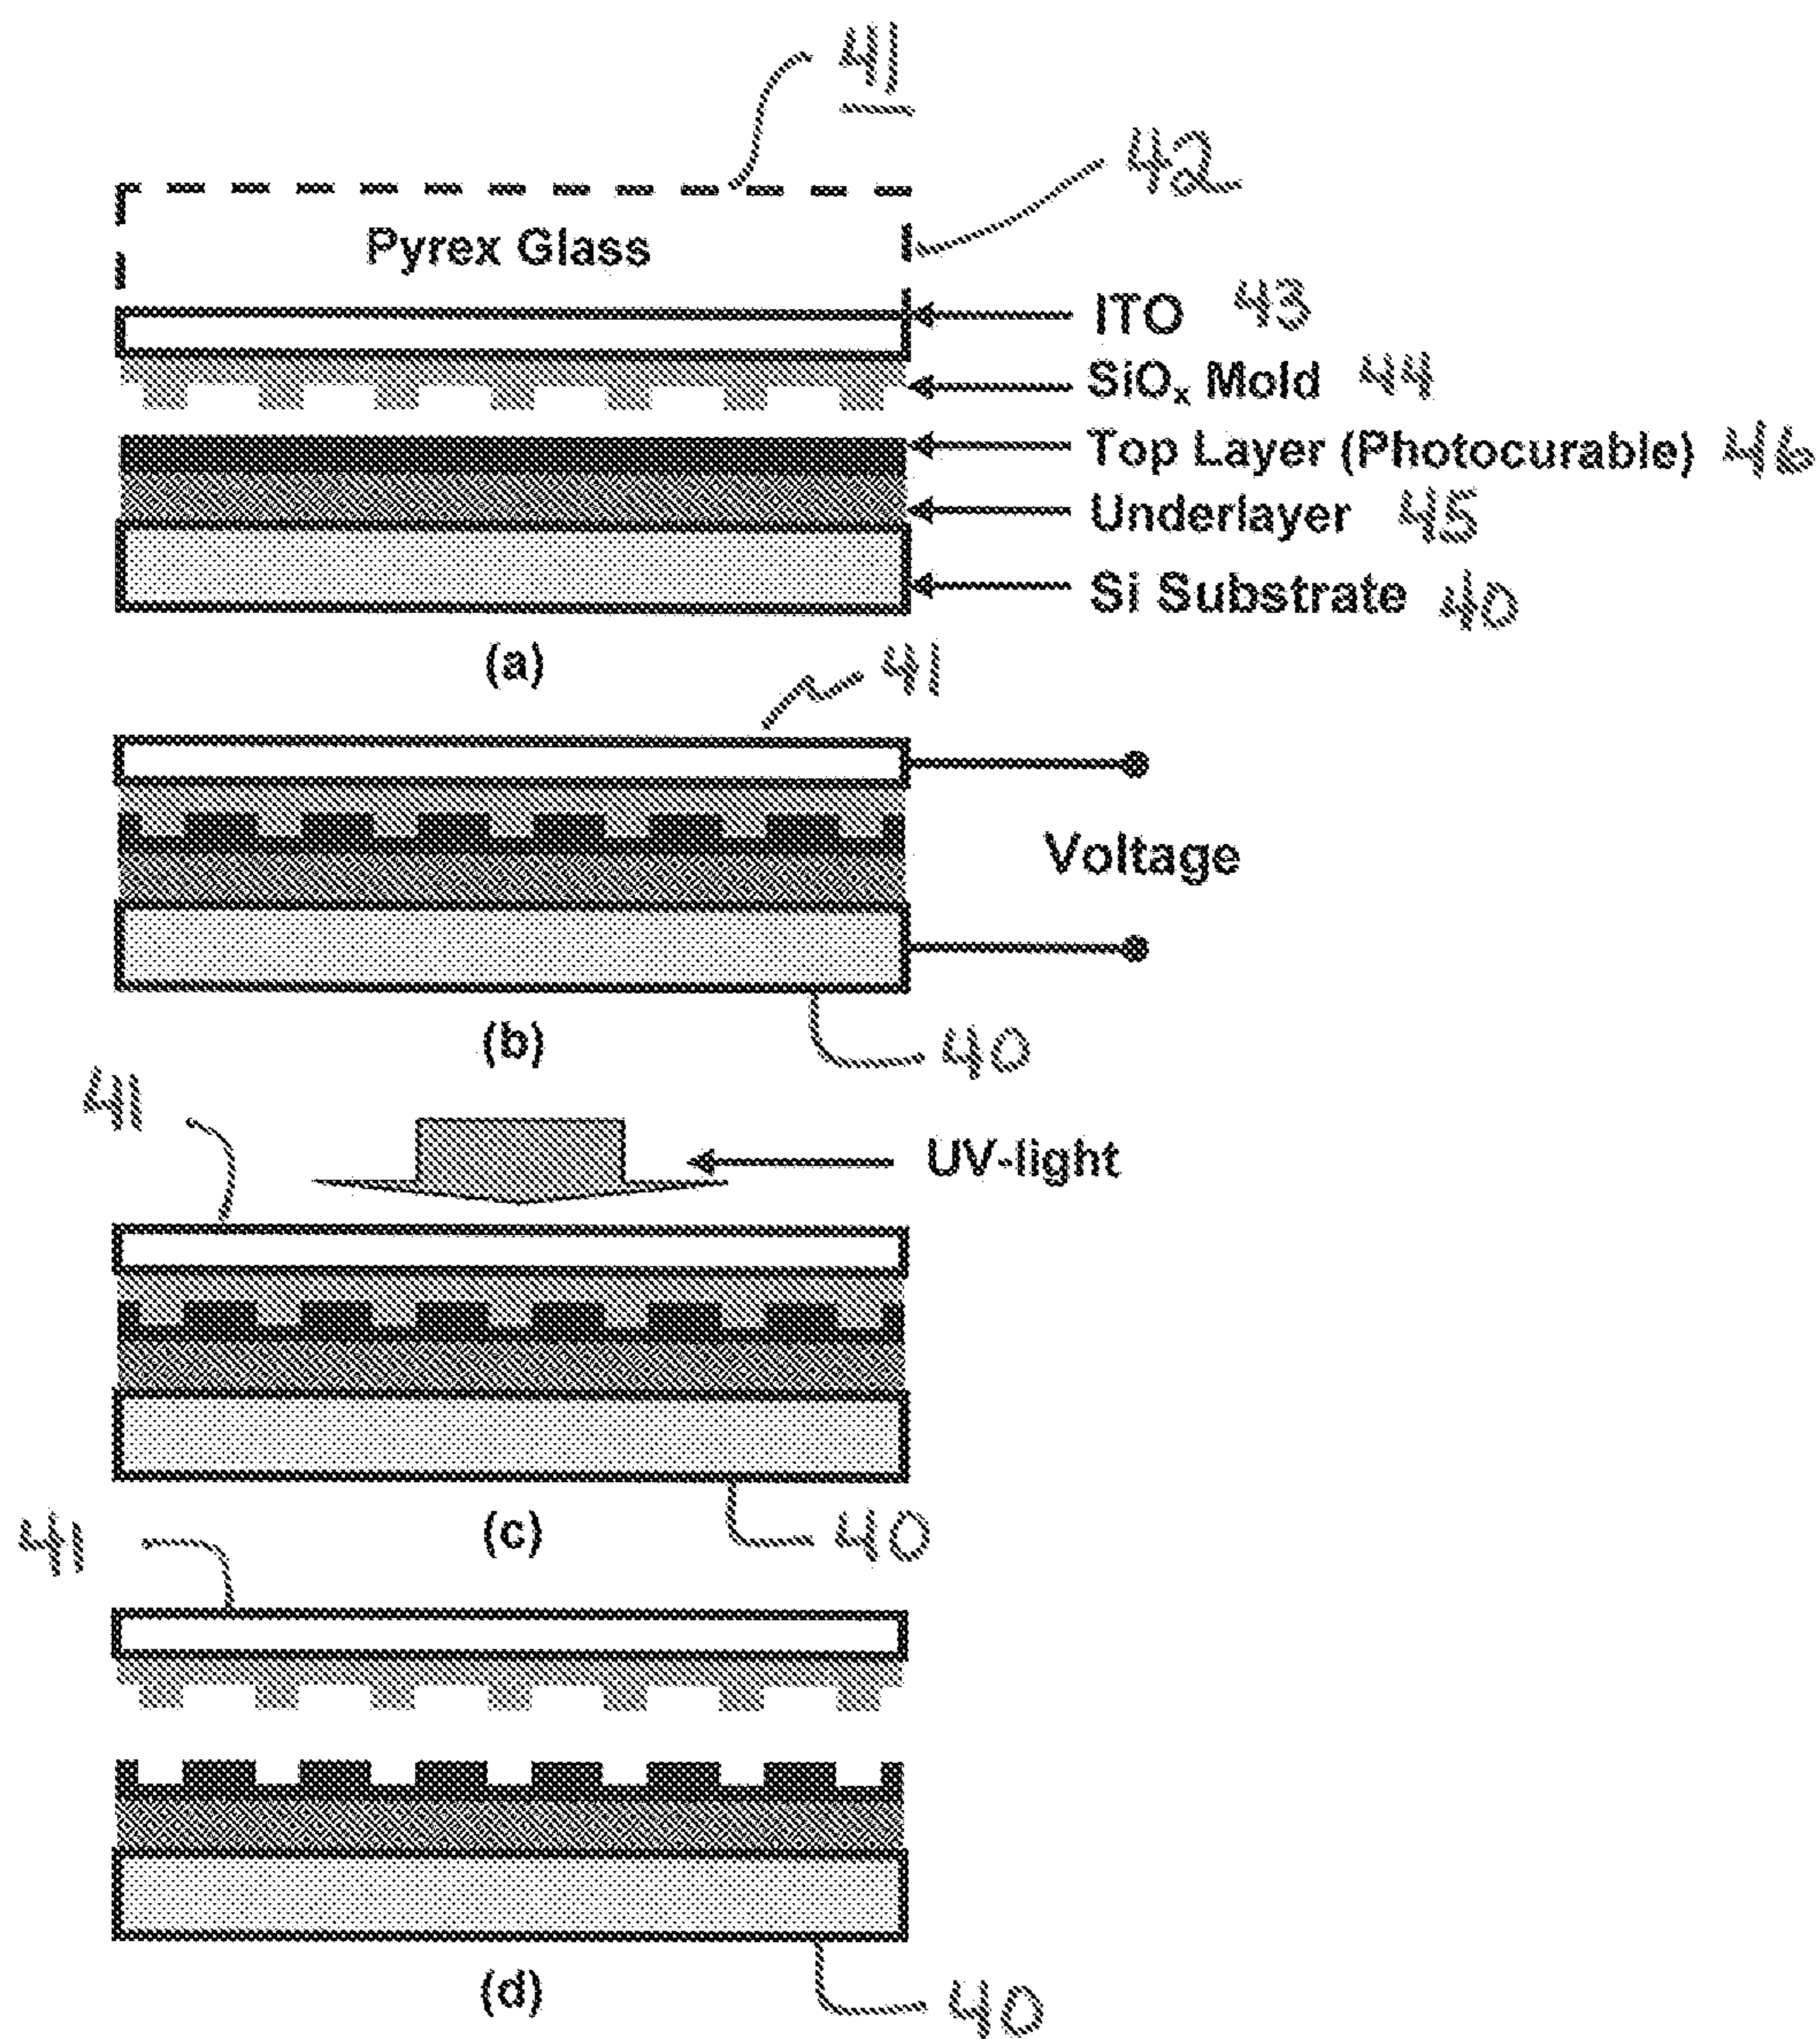 41
42
Pyrex Glass
ITO 43
SiOₓ Mold 44
Top Layer (Photocurable) 46
Underlayer 45
Si Substrate 40
(a)
41
Voltage
(b)
40
41
UV-light
(c)
40
41
(d)
40